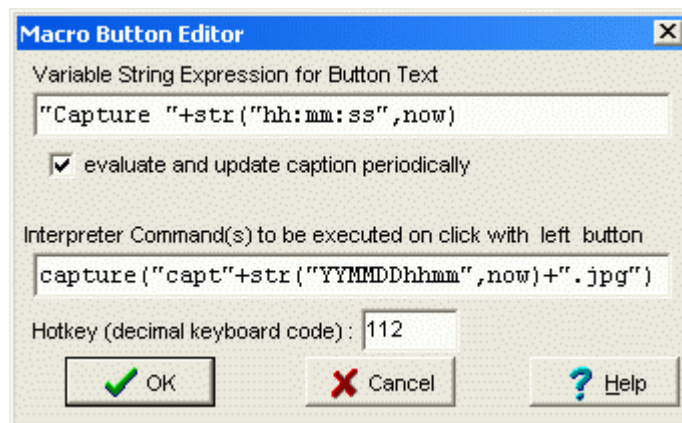 Macro Button Editor
Variable String Expression for Button Text
"Capture "+str("hh:mm:ss",now)
evaluate and update caption periodically
Interpreter Command(s) to be executed on click with left button
capture("capt"+str("YYMMDDhhmm",now)+".jpg")
Hotkey (decimal keyboard code) : 112
OK Cancel Help